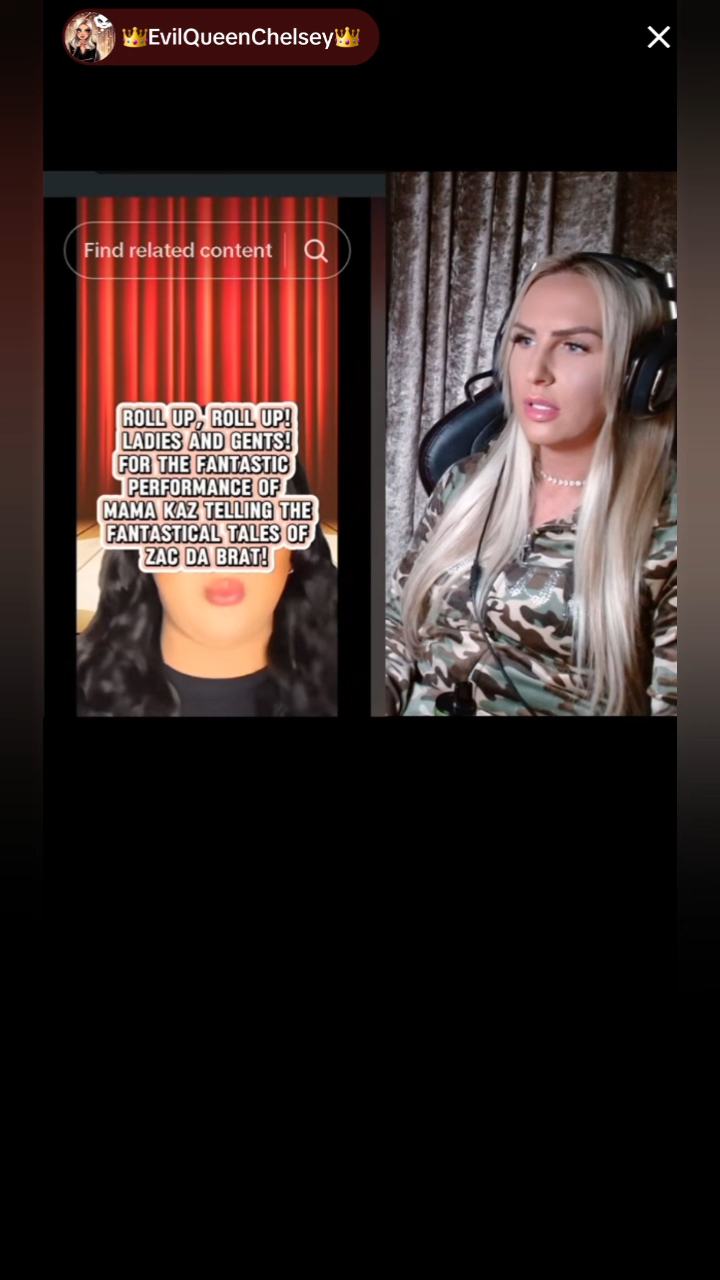 👑EvilQueenChelsey👑
Find related content
ROLL UP, ROLL UP!
LADIES AND GENTS!
FOR THE FANTASTIC
PERFORMANCE OF
MAMA KAZ TELLING THE
FANTASTICAL TALES OF
ZAC DA BRAT!